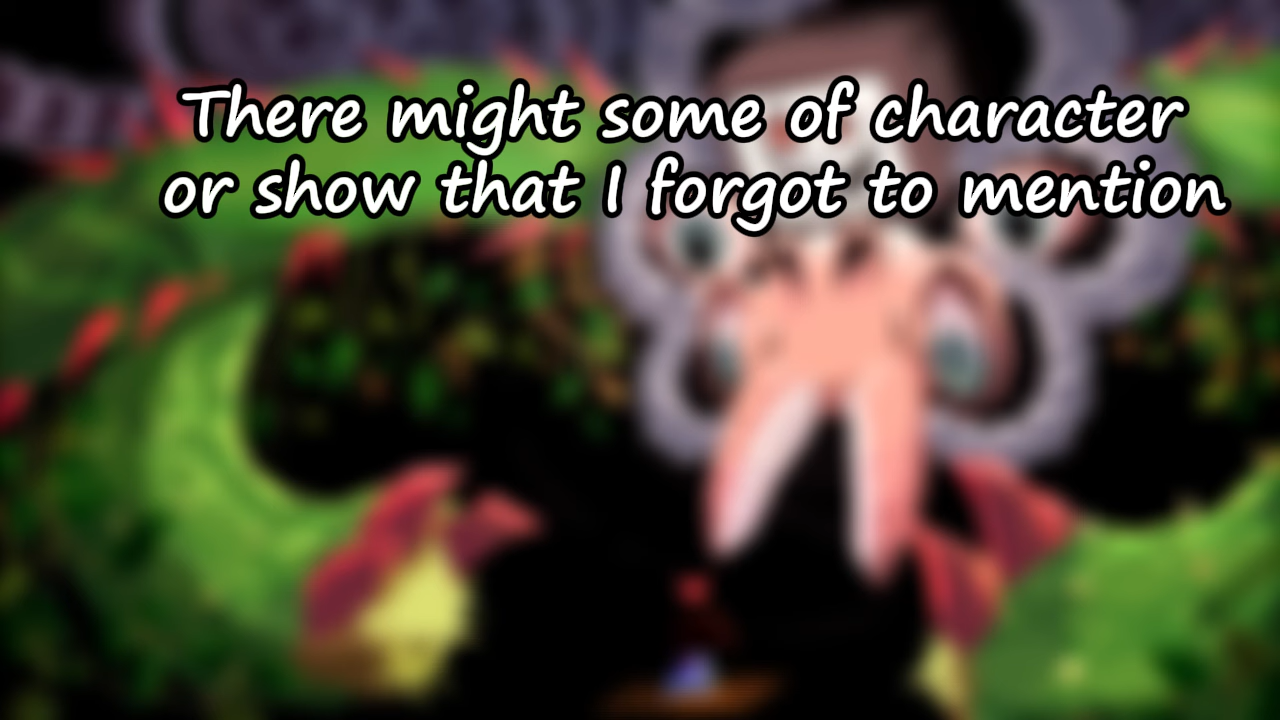 There might some of character
or show that I forgot to mention